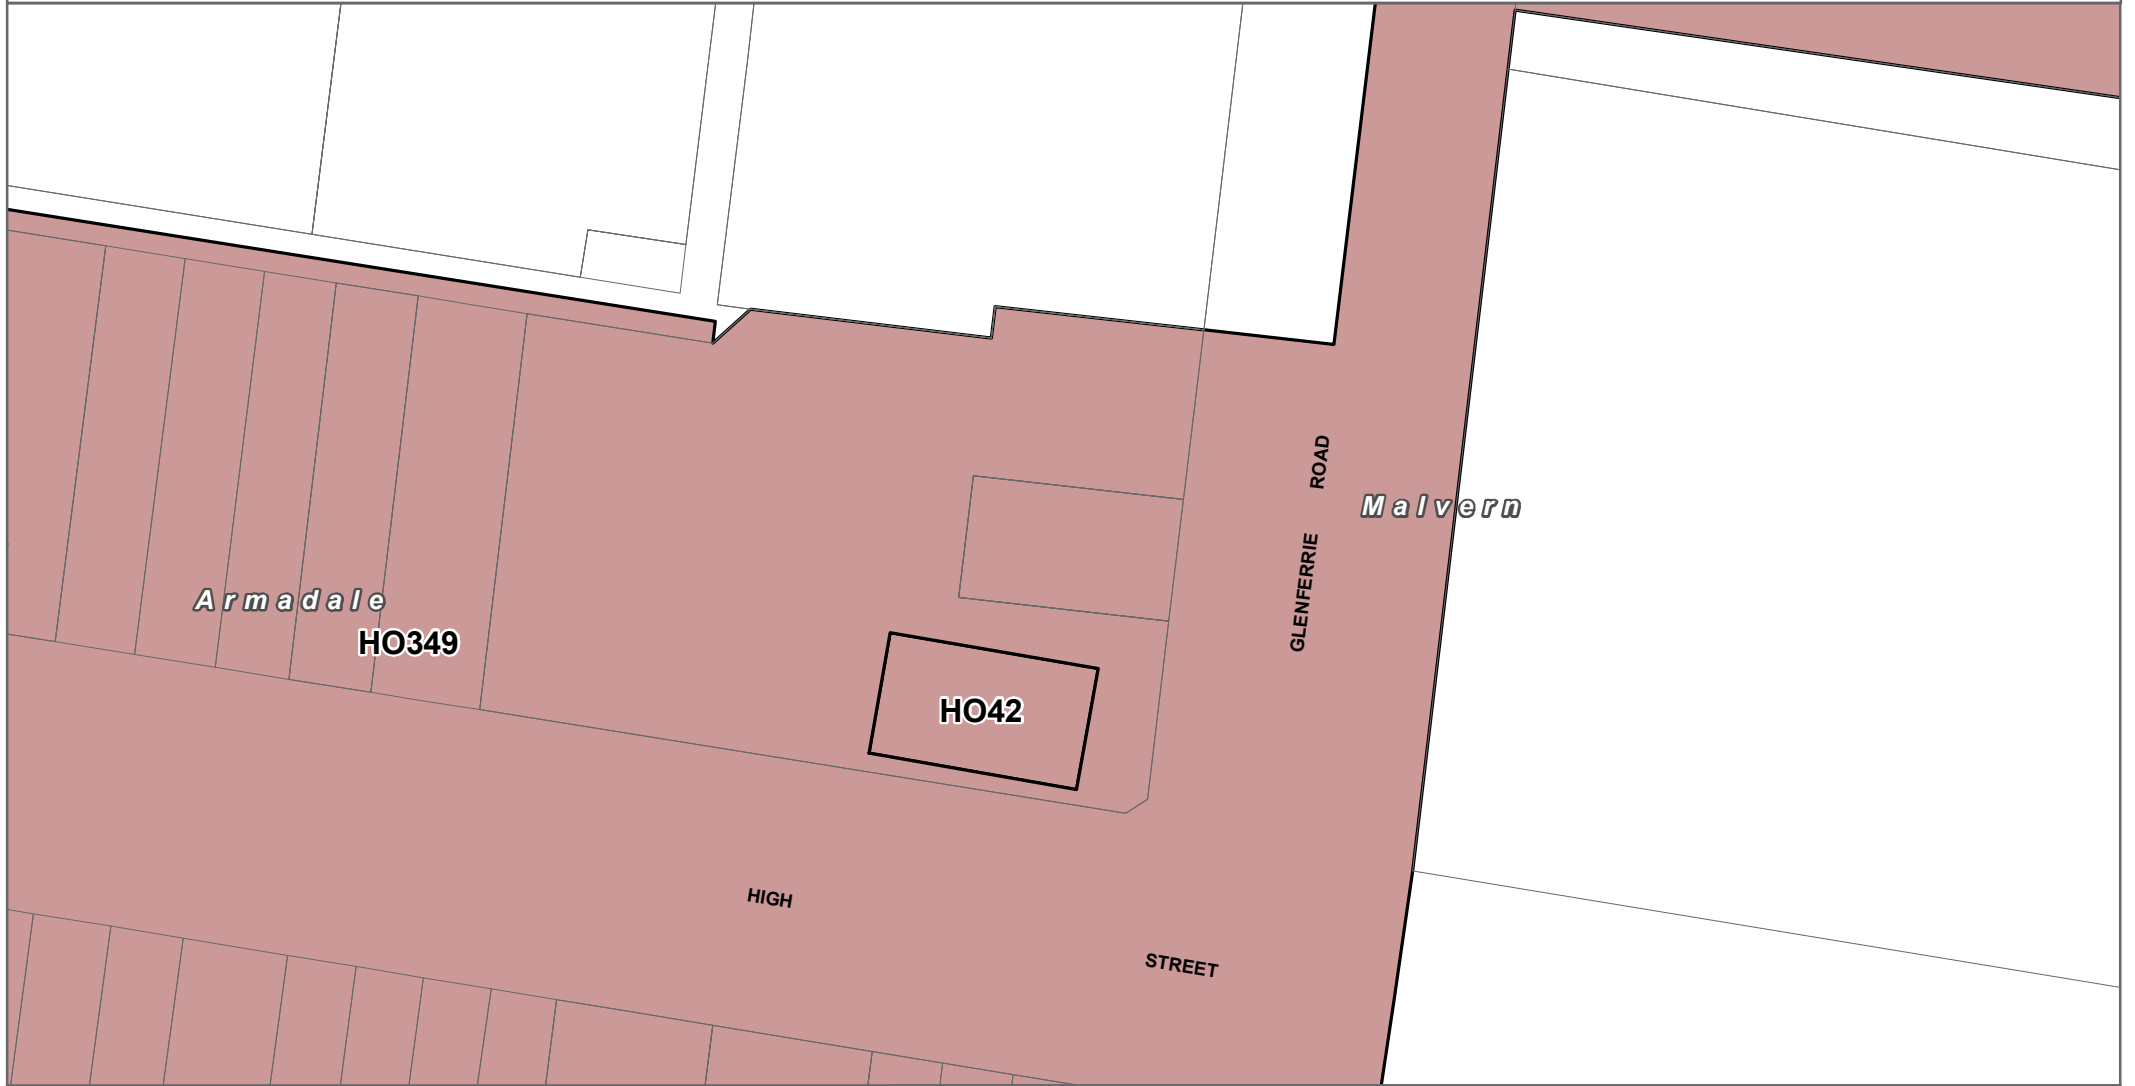 ROAD
Malvern
GLENFERRIE
Armadale
HO349
HO42
HIGH
STREET